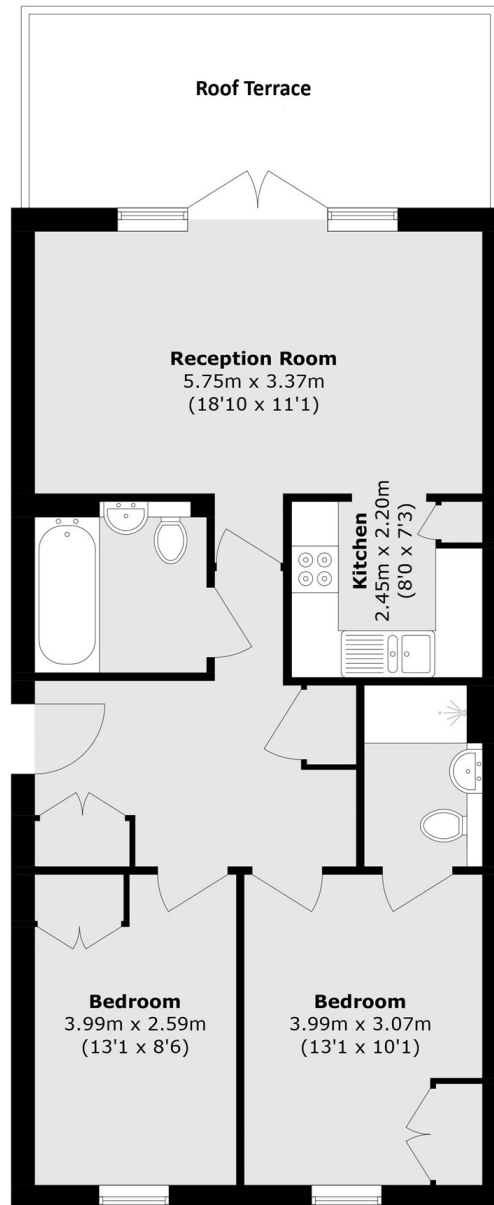 Roof Terrace
Reception Room
5.75m x 3.37m
(18'10 x 11'1)
Kitchen
2.45m x 2.20m
(8'0 x 7'3)
Bedroom
3.99m x 2.59m
(13'1 x 8'6)
Bedroom
3.99m x 3.07m
(13'1 x 10'1)